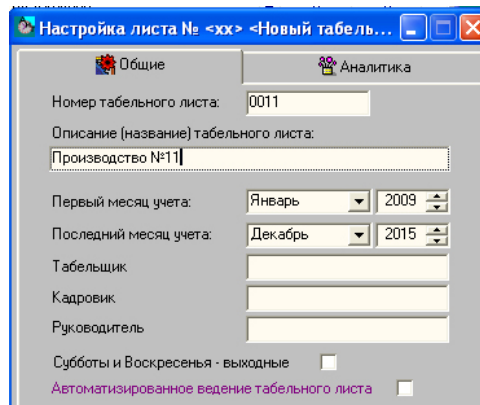 Настройка листа № <xx> <Новый табель...
Общие
Аналитика
Номер табельного листа: 0011
Описание (название) табельного листа:
Производство №11
Первый месяц учета: Январь 2009
Последний месяц учета: Декабрь 2015
Табельщик
Кадровик
Руководитель
Субботы и Воскресенья - выходные
Автоматизированное ведение табельного листа